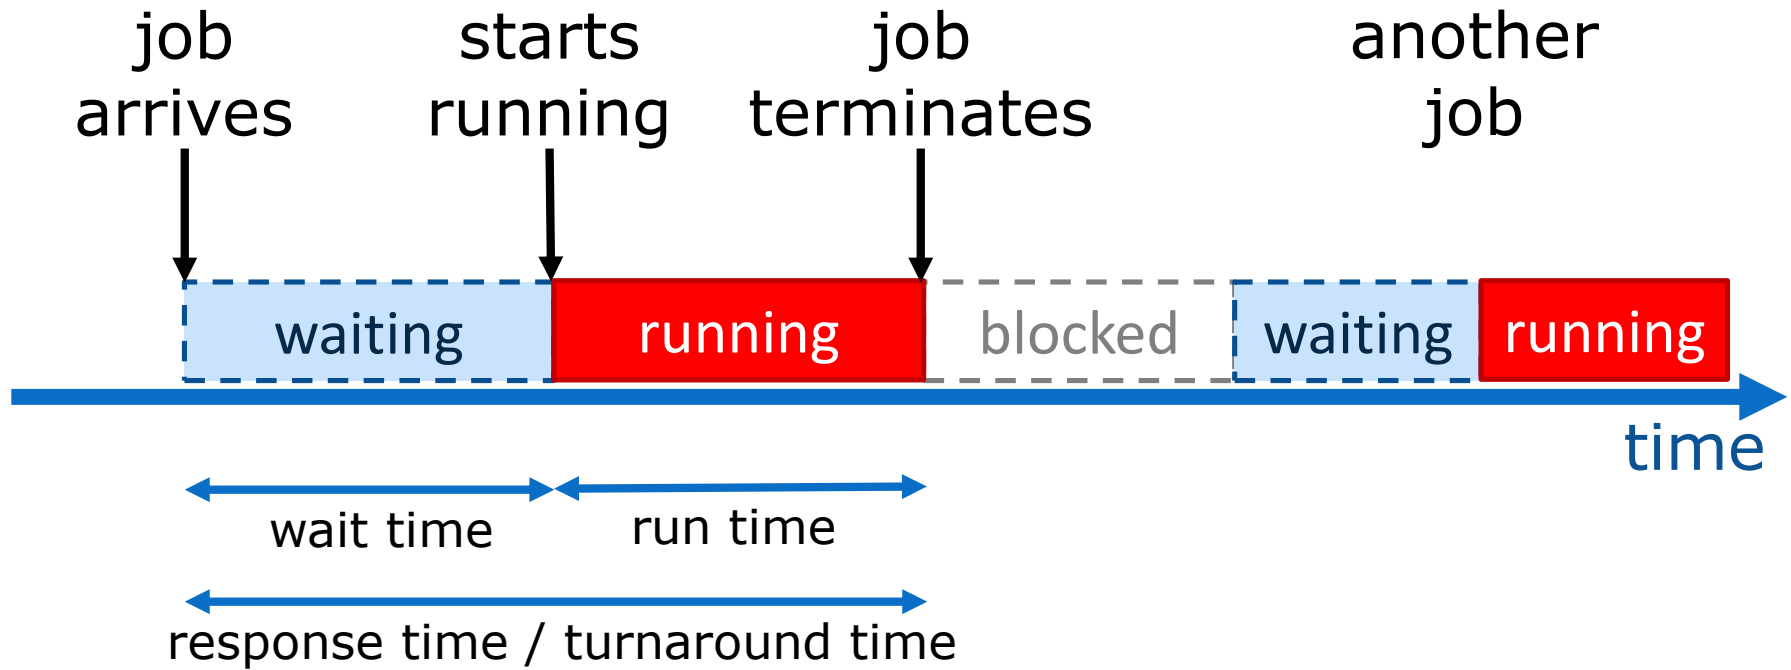 job
arrives
starts
running
job
terminates
another
job
waiting
running
blocked
waiting
running
time
wait time
run time
response time / turnaround time